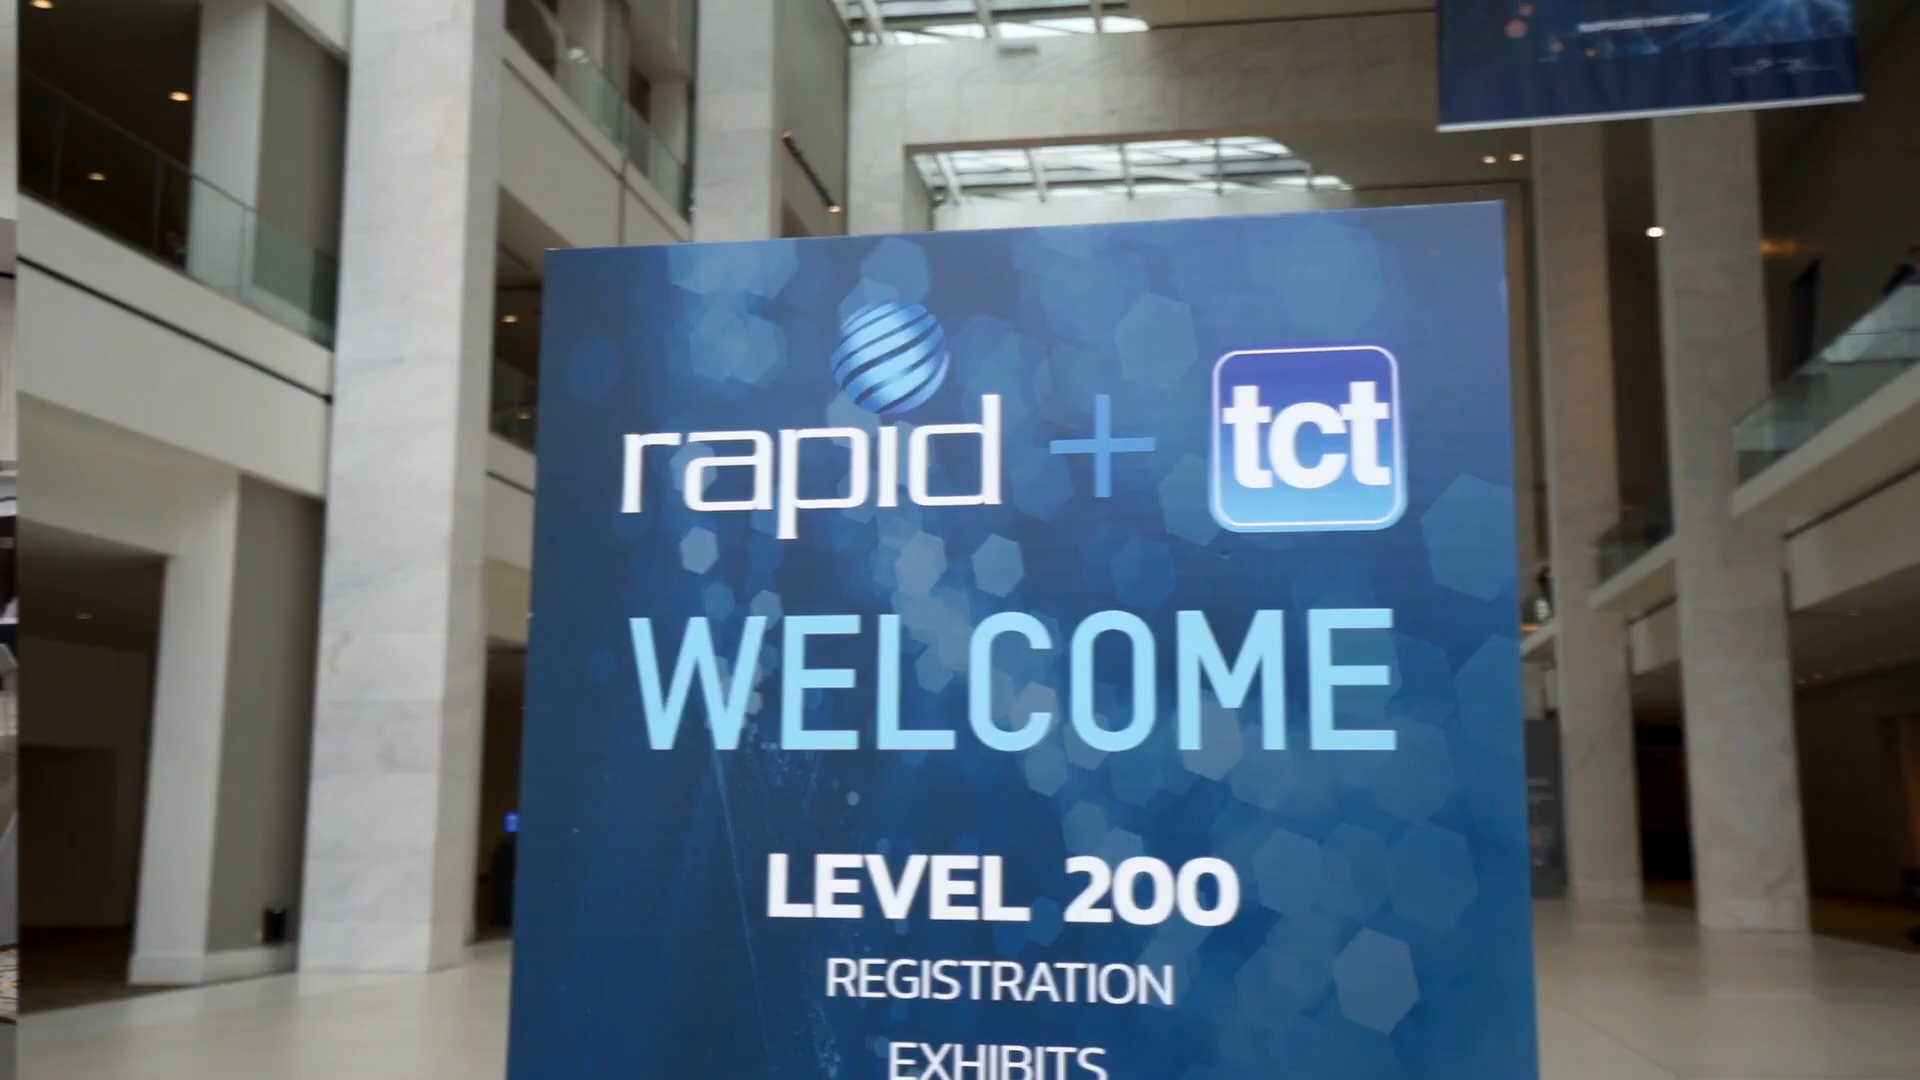 rapid + tct
WELCOME
LEVEL 200
REGISTRATION
EXHIBITS